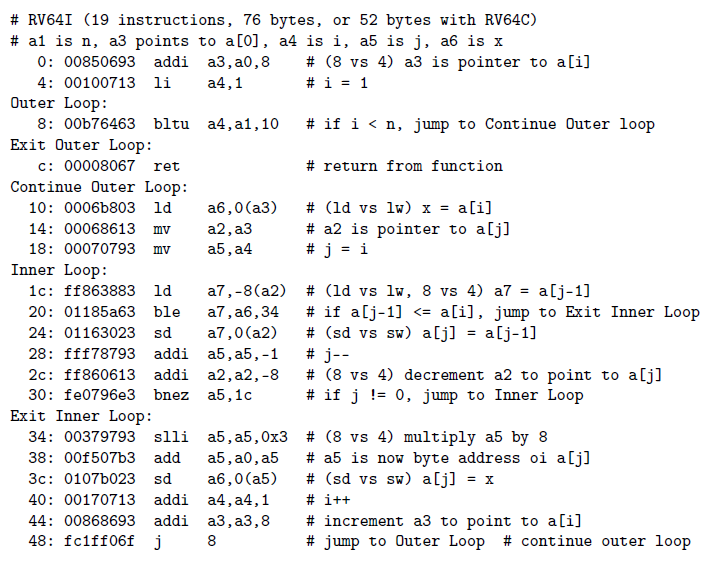 # RV64I (19 instructions, 76 bytes, or 52 bytes with RV64C)
# a1 is n, a3 points to a[0], a4 is i, a5 is j, a6 is x
0: 00850693 addi a3,a0,8 # (8 vs 4) a3 is pointer to a[i]
4: 00100713 li a4,1 # i = 1
Outer Loop:
8: 00b76463 bltu a4,a1,10 # if i < n, jump to Continue Outer loop
Exit Outer Loop:
c: 00008067 ret # return from function
Continue Outer Loop:
10: 0006b803 ld a6,0(a3) # (ld vs lw) x = a[i]
14: 00068613 mv a2,a3 # a2 is pointer to a[j]
18: 00070793 mv a5,a4 # j = i
Inner Loop:
1c: ff863883 ld a7,-8(a2) # (ld vs lw, 8 vs 4) a7 = a[j-1]
20: 01185a63 ble a7,a6,34 # if a[j-1] <= a[i], jump to Exit Inner Loop
24: 01163023 sd a7,0(a2) # (sd vs sw) a[j] = a[j-1]
28: fff78793 addi a5,a5,-1 # j--
2c: ff860613 addi a2,a2,-8 # (8 vs 4) decrement a2 to point to a[j]
30: fe0796e3 bnez a5,1c # if j != 0, jump to Inner Loop
Exit Inner Loop:
34: 00379793 slli a5,a5,0x3 # (8 vs 4) multiply a5 by 8
38: 00f507b3 add a5,a0,a5 # a5 is now byte address oi a[j]
3c: 0107b023 sd a6,0(a5) # (sd vs sw) a[j] = x
40: 00170713 addi a4,a4,1 # i++
44: 00868693 addi a3,a3,8 # increment a3 to point to a[i]
48: fc1ff06f j 8 # jump to Outer Loop # continue outer loop